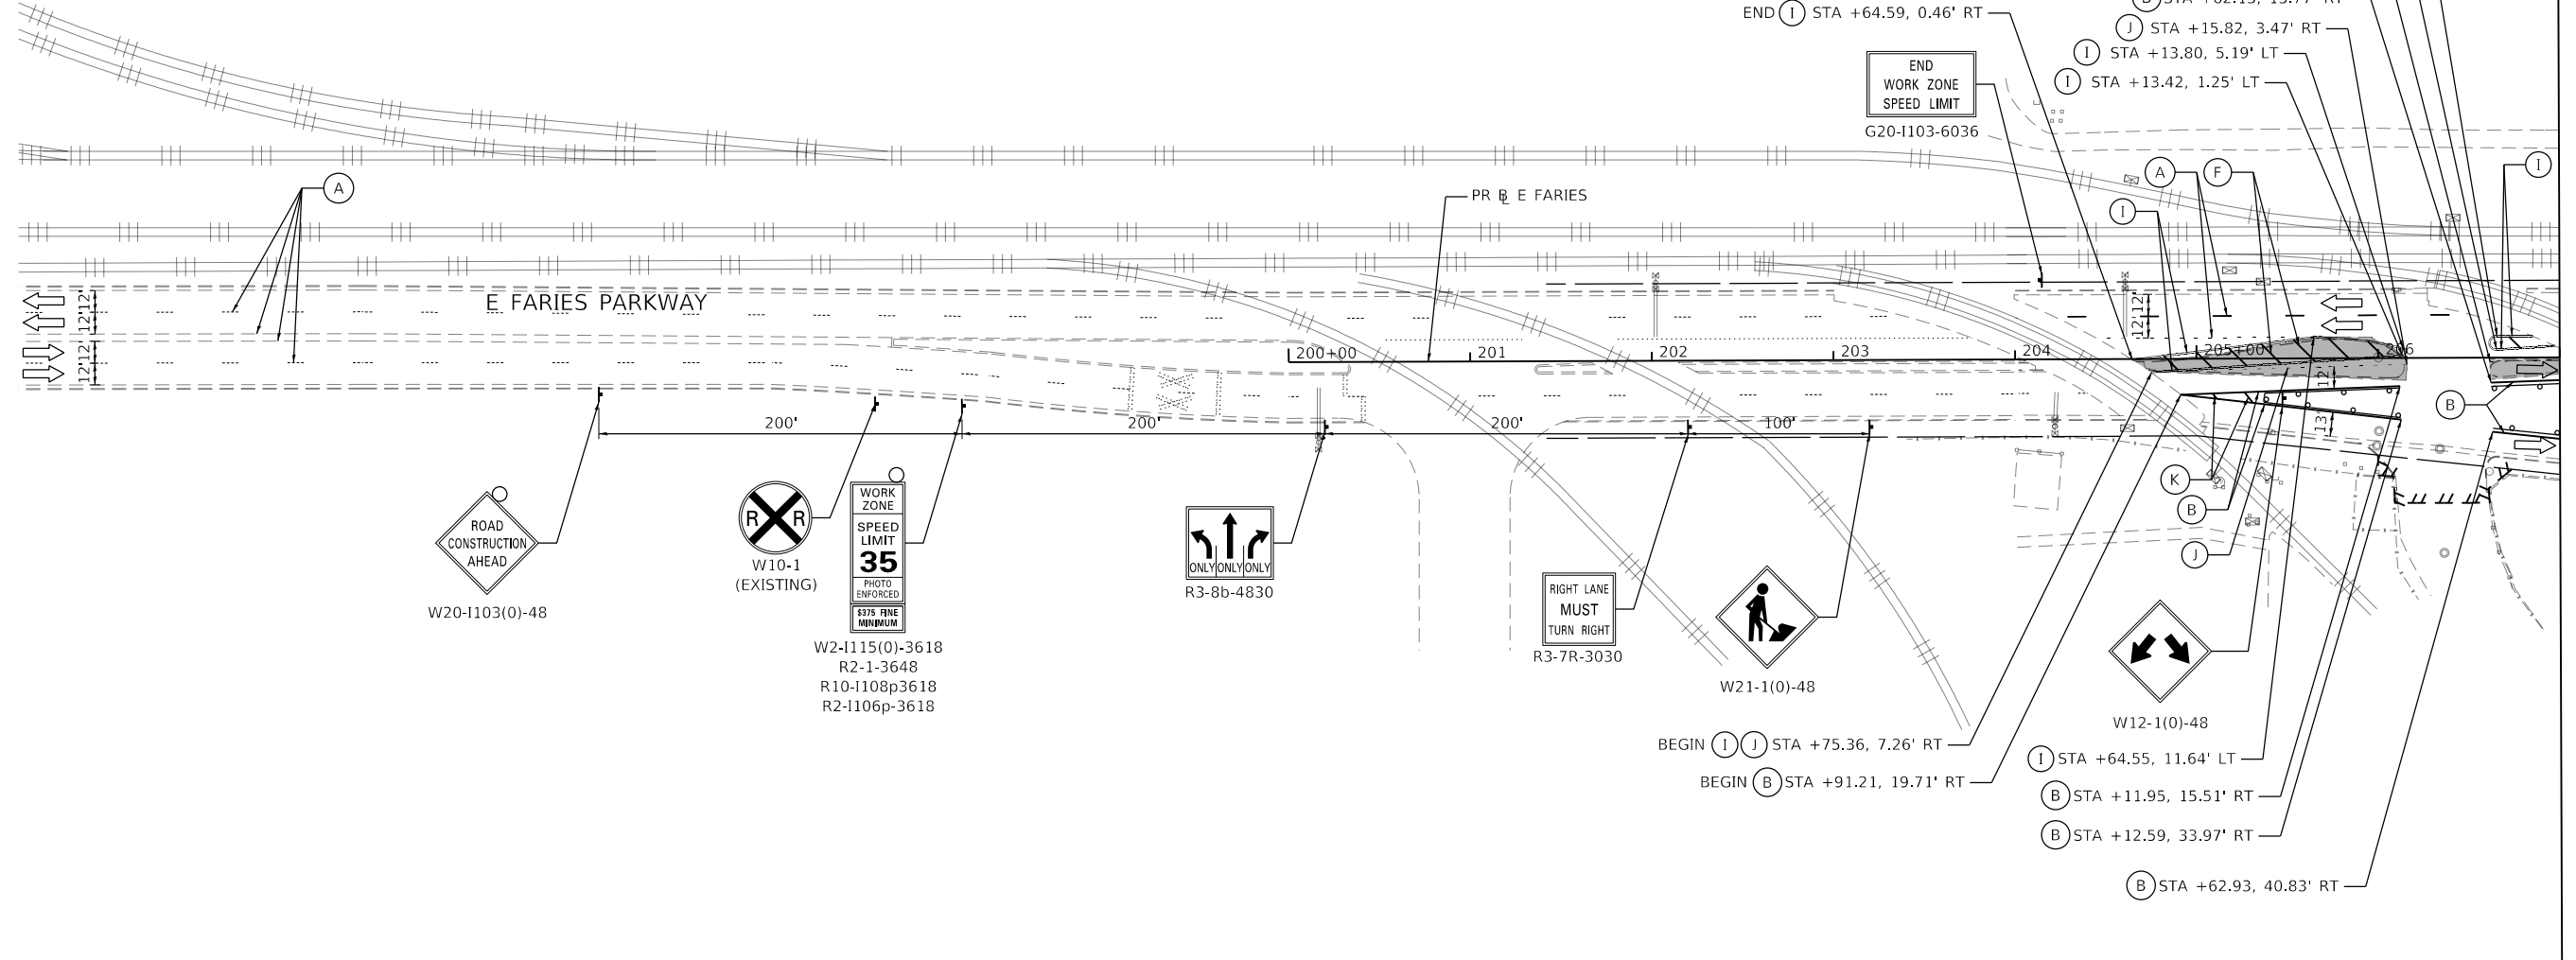 END I STA +64.59, 0.46' RT
J STA +15.82, 3.47' RT
I STA +13.80, 5.19' LT
I STA +13.42, 1.25' LT
END
WORK ZONE
SPEED LIMIT
G20-I103-6036
A
PR BL E FARIES
A F
I
I
12' 12'
E FARIES PARKWAY
12' 12'
12' 12'
200+00 201 202 203 204 205+00 206
12
13
B
200' 200' 200' 100'
K
B
J
ROAD
CONSTRUCTION
AHEAD
W20-I103(0)-48
R R
W10-1
(EXISTING)
WORK
ZONE
SPEED
LIMIT
35
PHOTO
ENFORCED
$375 FINE
MINIMUM
W2-I115(0)-3618
R2-1-3648
R10-I108p3618
R2-I106p-3618
ONLY ONLY ONLY
R3-8b-4830
RIGHT LANE
MUST
TURN RIGHT
R3-7R-3030
W21-1(0)-48
W12-1(0)-48
BEGIN I J STA +75.36, 7.26' RT
BEGIN B STA +91.21, 19.71' RT
I STA +64.55, 11.64' LT
B STA +11.95, 15.51' RT
B STA +12.59, 33.97' RT
B STA +62.93, 40.83' RT